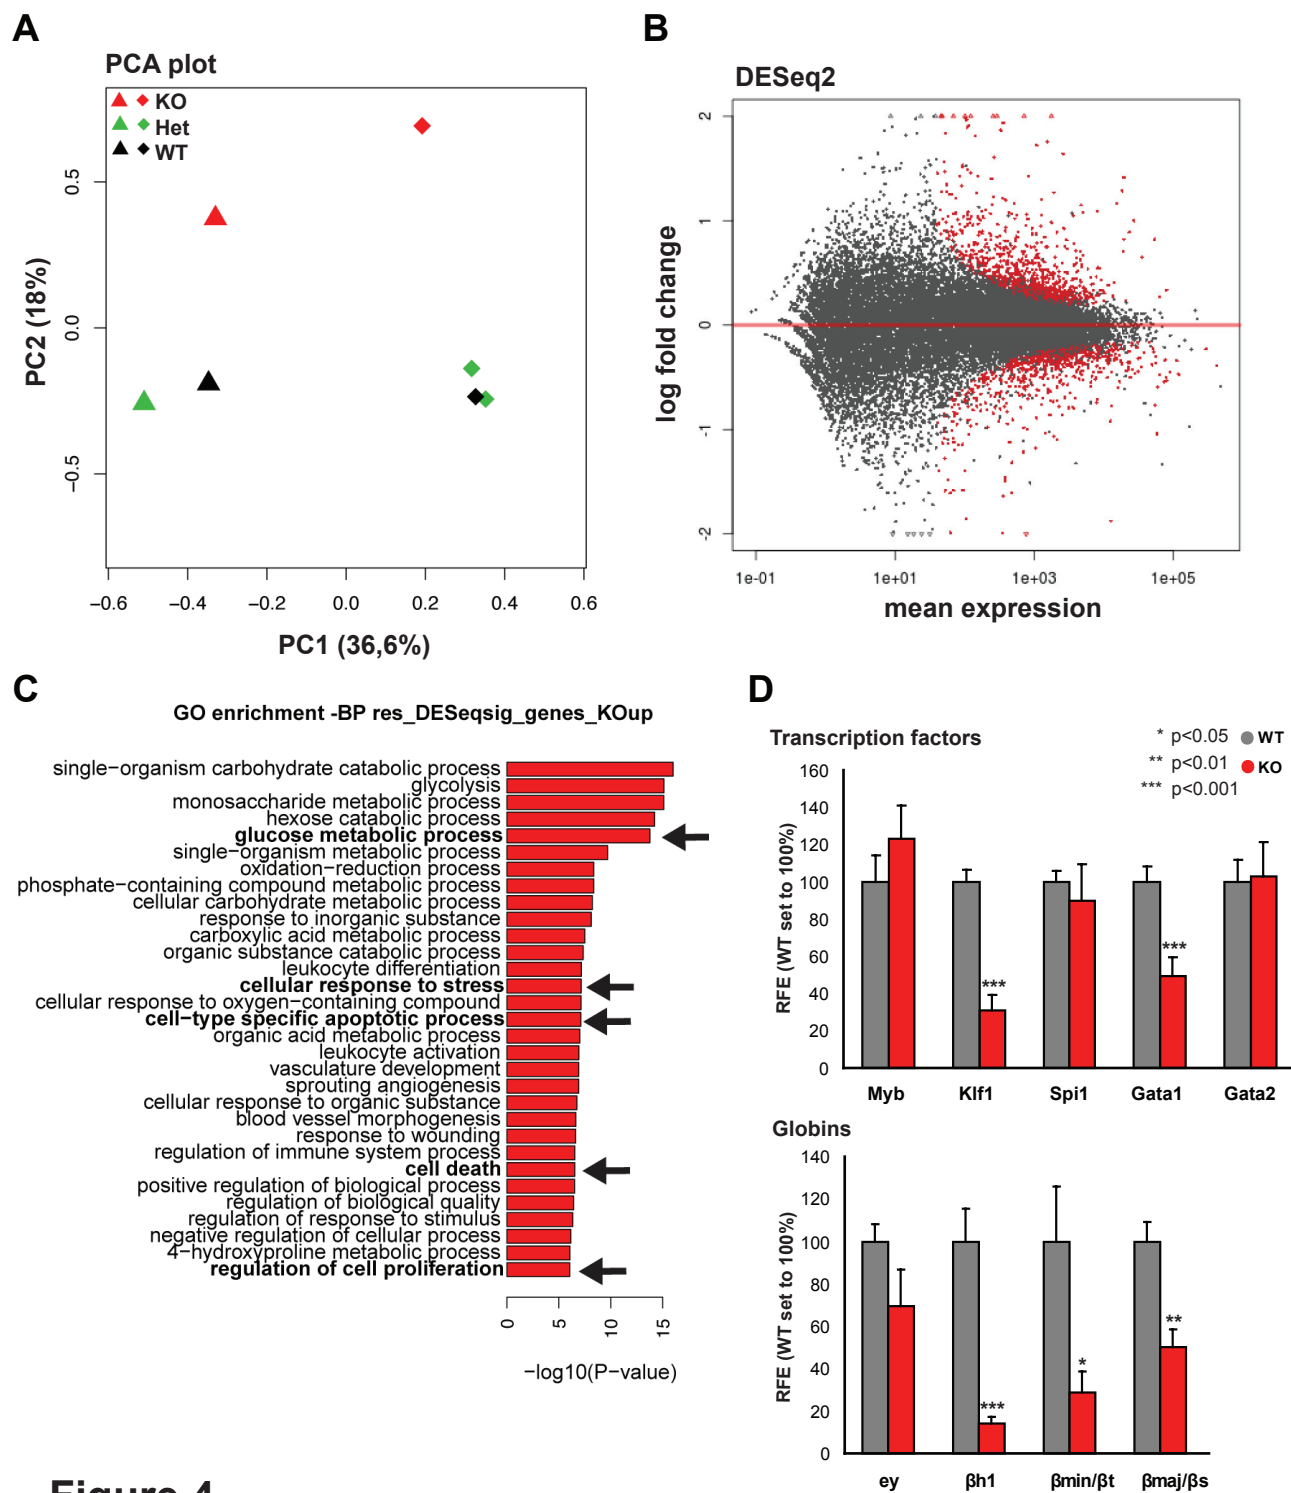 A
PCA plot
KO
Het
WT
PC2 (18%)
0.5
0.0
−0.5
−0.6
−0.4
−0.2
0.0
0.2
0.4
0.6
PC1 (36,6%)
B
DESeq2
log fold change
2
1
0
-1
-2
1e-01
1e+01
1e+03
1e+05
mean expression
C
GO enrichment -BP res_DESeqsig_genes_KOup
single−organism carbohydrate catabolic process
glycolysis
monosaccharide metabolic process
hexose catabolic process
glucose metabolic process
single−organism metabolic process
oxidation−reduction process
phosphate−containing compound metabolic process
cellular carbohydrate metabolic process
response to inorganic substance
carboxylic acid metabolic process
organic substance catabolic process
leukocyte differentiation
cellular response to stress
cellular response to oxygen−containing compound
cell−type specific apoptotic process
organic acid metabolic process
leukocyte activation
vasculature development
sprouting angiogenesis
cellular response to organic substance
blood vessel morphogenesis
response to wounding
regulation of immune system process
cell death
positive regulation of biological process
regulation of biological quality
regulation of response to stimulus
negative regulation of cellular process
4−hydroxyproline metabolic process
regulation of cell proliferation
0
5
10
15
−log10(P−value)
D
Transcription factors
* p<0.05
** p<0.01
*** p<0.001
WT
KO
RFE (WT set to 100%)
160
140
120
100
80
60
40
20
0
***
***
Myb
Klf1
Spi1
Gata1
Gata2
Globins
RFE (WT set to 100%)
140
120
100
80
60
40
20
0
***
*
**
ey
βh1
βmin/βt
βmaj/βs
Figure 4